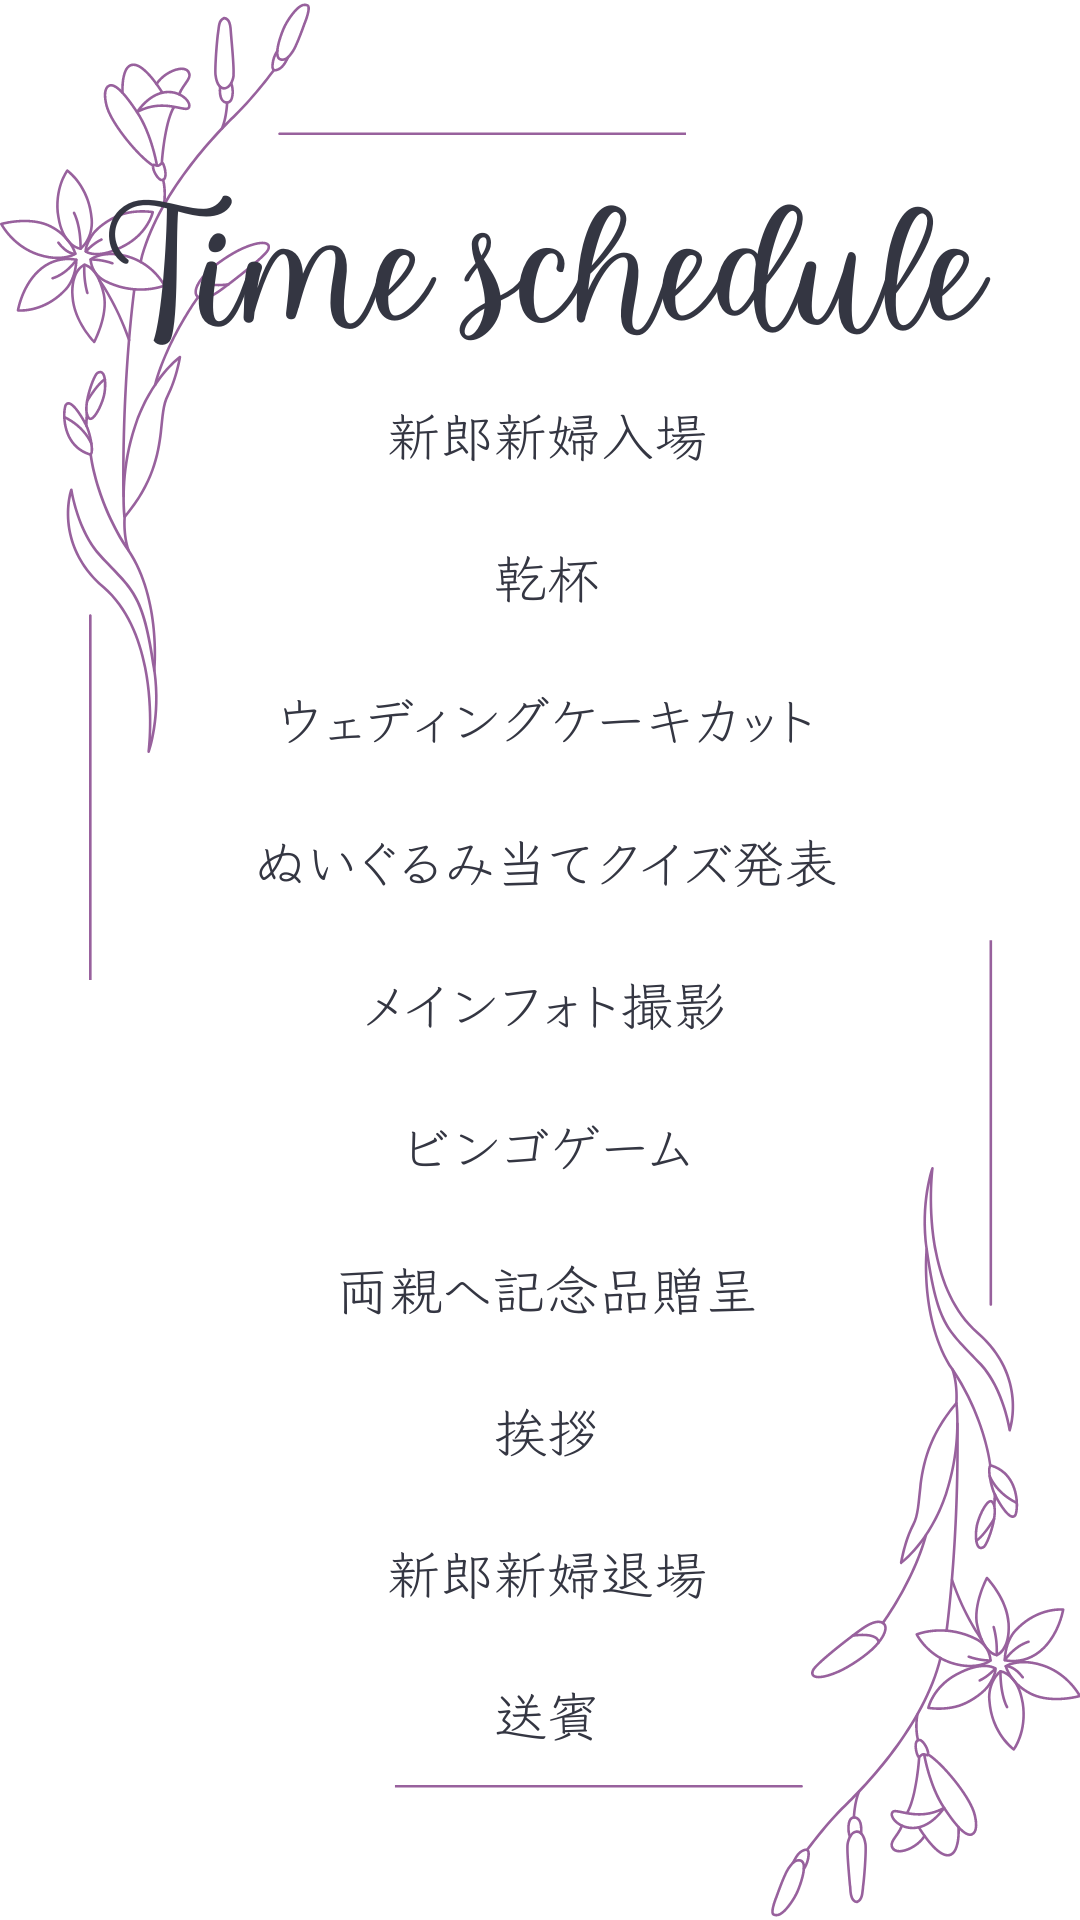 Time schedule
新郎新婦入場
乾杯
ウェディングケーキカット
ぬいぐるみ当てクイズ発表
メインフォト撮影
ビンゴゲーム
両親へ記念品贈呈
挨拶
新郎新婦退場
送賓